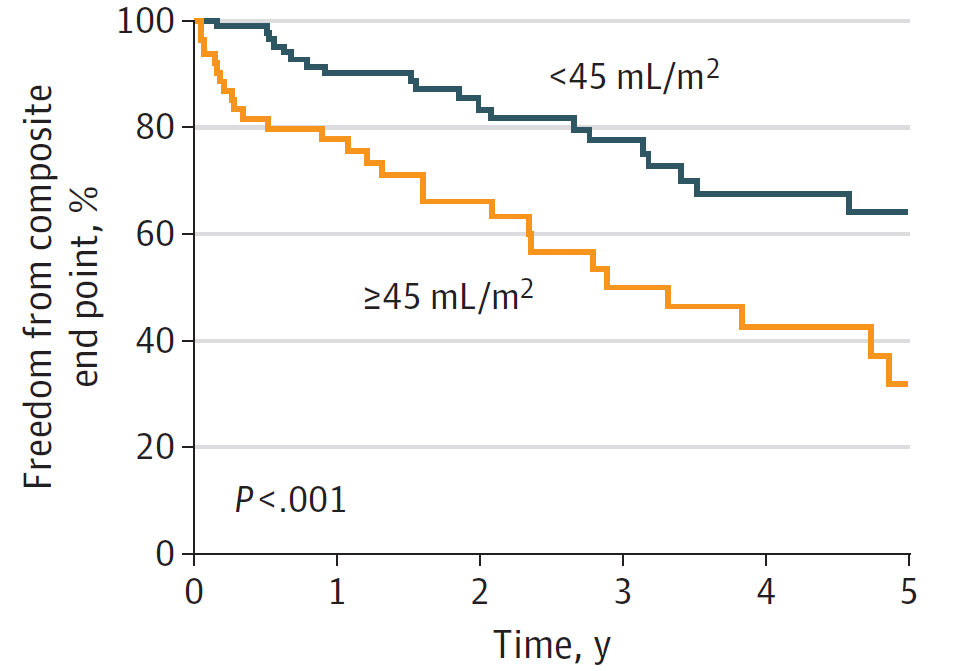 Freedom from composite
end point, %
100
80
60
40
20
0
<45 mL/m²
≥45 mL/m²
P<.001
0 1 2 3 4 5
Time, y